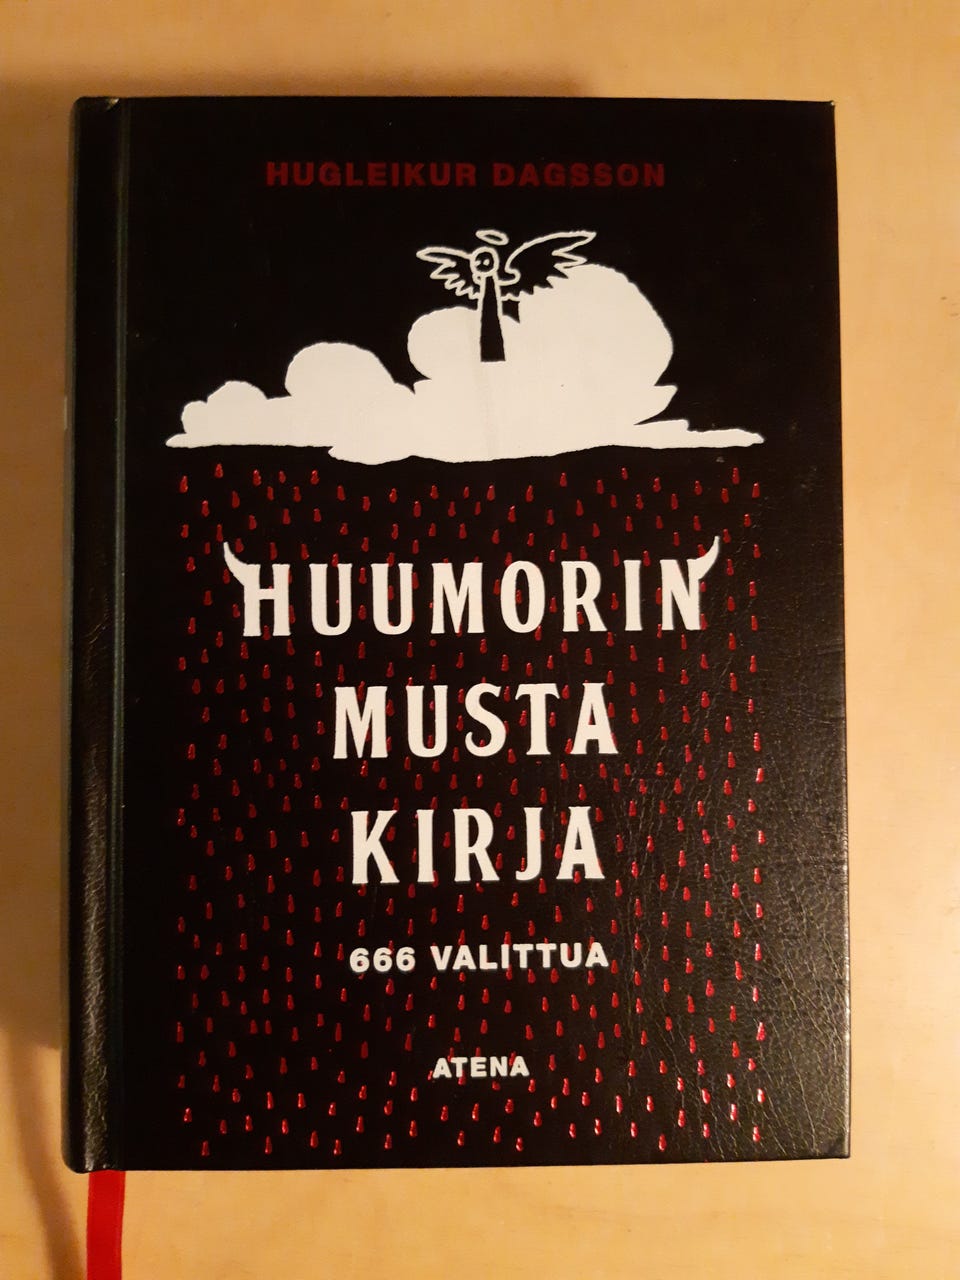 HUGLEIKUR DAGSSON
HUUMORIN
MUSTA
KIRJA
666 VALITTUA
ATENA